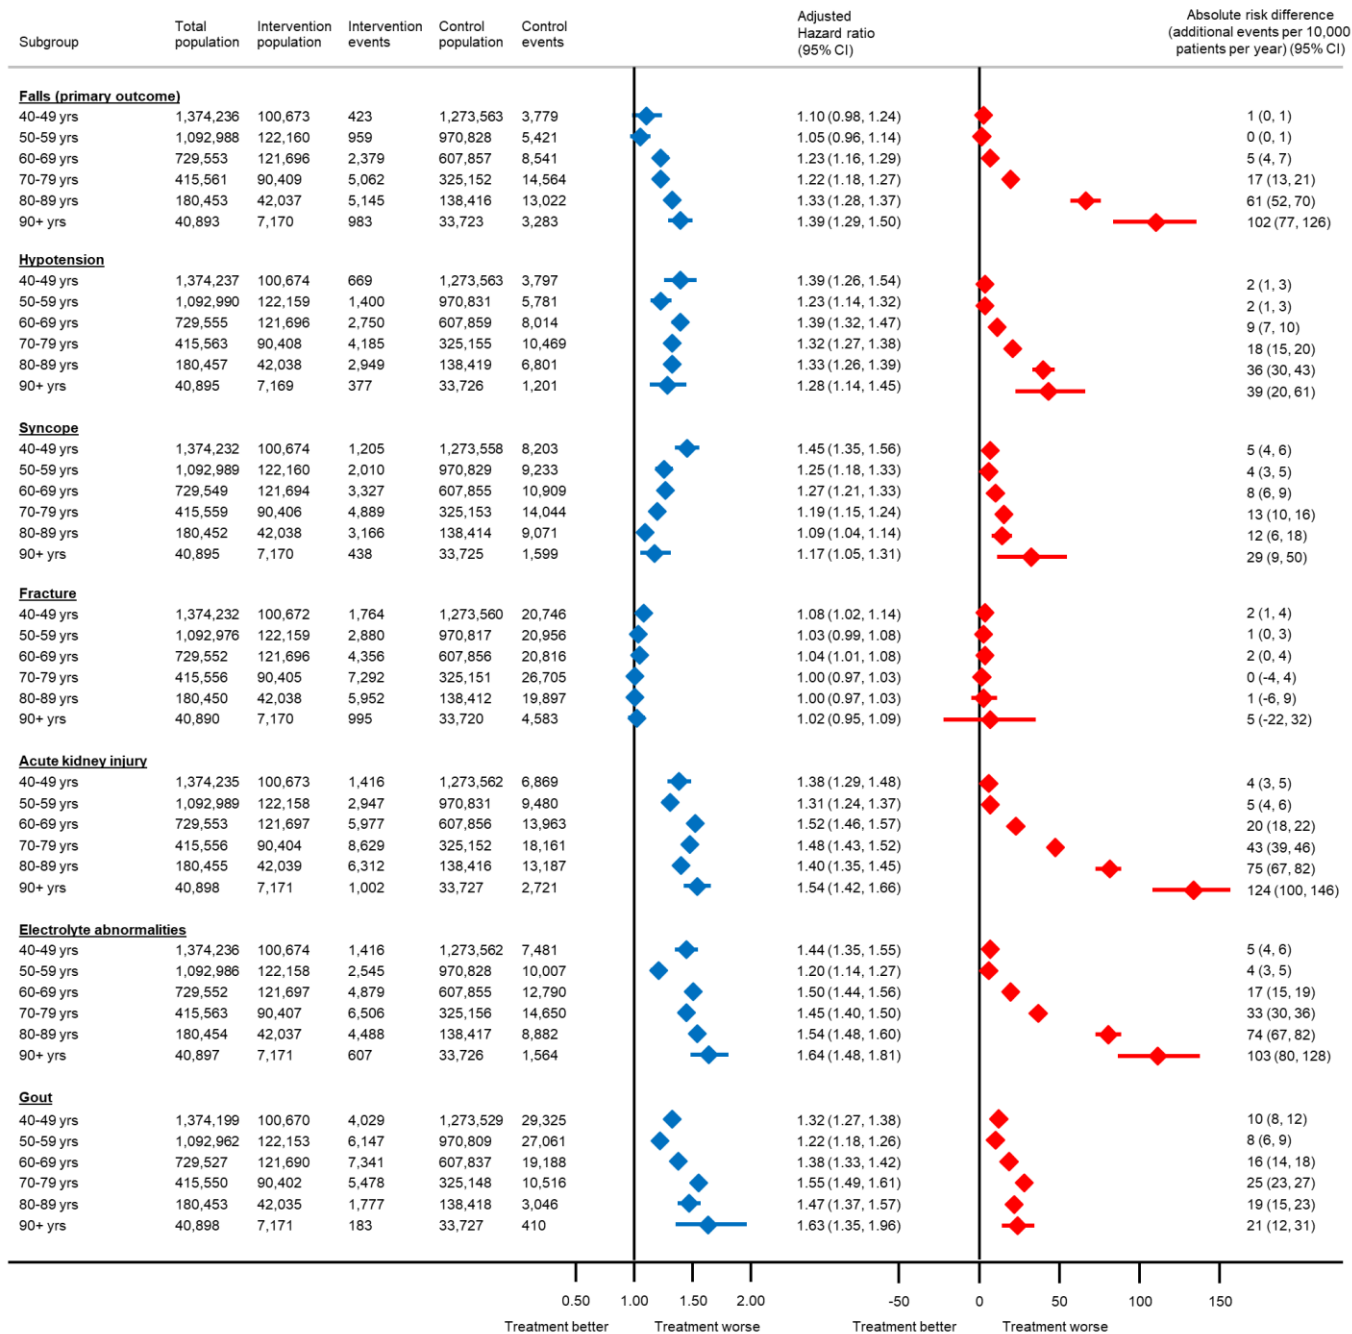 Subgroup Total population Intervention population Intervention events Control population Control events Adjusted Hazard ratio (95% CI) Absolute risk difference (additional events per 10,000 patients per year) (95% CI)
Falls (primary outcome)
40-49 yrs 1,374,236 100,673 423 1,273,563 3,779 1.10 (0.98, 1.24) 1 (0, 1)
50-59 yrs 1,092,988 122,160 959 970,828 5,421 1.05 (0.96, 1.14) 0 (0, 1)
60-69 yrs 729,553 121,696 2,379 607,857 8,541 1.23 (1.16, 1.29) 5 (4, 7)
70-79 yrs 415,561 90,409 5,062 325,152 14,564 1.22 (1.18, 1.27) 17 (13, 21)
80-89 yrs 180,453 42,037 5,145 138,416 13,022 1.33 (1.28, 1.37) 61 (52, 70)
90+ yrs 40,893 7,170 983 33,723 3,283 1.39 (1.29, 1.50) 102 (77, 126)
Hypotension
40-49 yrs 1,374,237 100,674 669 1,273,563 3,797 1.39 (1.26, 1.54) 2 (1, 3)
50-59 yrs 1,092,990 122,159 1,400 970,831 5,781 1.23 (1.14, 1.32) 2 (1, 3)
60-69 yrs 729,555 121,696 2,750 607,859 8,014 1.39 (1.32, 1.47) 9 (7, 10)
70-79 yrs 415,563 90,408 4,185 325,155 10,469 1.32 (1.27, 1.38) 18 (15, 20)
80-89 yrs 180,457 42,038 2,949 138,419 6,801 1.33 (1.26, 1.39) 36 (30, 43)
90+ yrs 40,895 7,169 377 33,726 1,201 1.28 (1.14, 1.45) 39 (20, 61)
Syncope
40-49 yrs 1,374,232 100,674 1,205 1,273,558 8,203 1.45 (1.35, 1.56) 5 (4, 6)
50-59 yrs 1,092,989 122,160 2,010 970,829 9,233 1.25 (1.18, 1.33) 4 (3, 5)
60-69 yrs 729,549 121,694 3,327 607,855 10,909 1.27 (1.21, 1.33) 8 (6, 9)
70-79 yrs 415,559 90,406 4,889 325,153 14,044 1.19 (1.15, 1.24) 13 (10, 16)
80-89 yrs 180,452 42,038 3,166 138,414 9,071 1.09 (1.04, 1.14) 12 (6, 18)
90+ yrs 40,895 7,170 438 33,725 1,599 1.17 (1.05, 1.31) 29 (9, 50)
Fracture
40-49 yrs 1,374,232 100,672 1,764 1,273,560 20,746 1.08 (1.02, 1.14) 2 (1, 4)
50-59 yrs 1,092,976 122,159 2,880 970,817 20,956 1.03 (0.99, 1.08) 1 (0, 3)
60-69 yrs 729,552 121,696 4,356 607,856 20,816 1.04 (1.01, 1.08) 2 (0, 4)
70-79 yrs 415,556 90,405 7,292 325,151 26,705 1.00 (0.97, 1.03) 0 (-4, 4)
80-89 yrs 180,450 42,038 5,952 138,412 19,897 1.00 (0.97, 1.03) 1 (-6, 9)
90+ yrs 40,890 7,170 995 33,720 4,583 1.02 (0.95, 1.09) 5 (-22, 32)
Acute kidney injury
40-49 yrs 1,374,235 100,673 1,416 1,273,562 6,869 1.38 (1.29, 1.48) 4 (3, 5)
50-59 yrs 1,092,989 122,158 2,947 970,831 9,480 1.31 (1.24, 1.37) 5 (4, 6)
60-69 yrs 729,553 121,697 5,977 607,856 13,963 1.52 (1.46, 1.57) 20 (18, 22)
70-79 yrs 415,556 90,404 8,629 325,152 18,161 1.48 (1.43, 1.52) 43 (39, 46)
80-89 yrs 180,455 42,039 6,312 138,416 13,187 1.40 (1.35, 1.45) 75 (67, 82)
90+ yrs 40,898 7,171 1,002 33,727 2,721 1.54 (1.42, 1.66) 124 (100, 146)
Electrolyte abnormalities
40-49 yrs 1,374,236 100,674 1,416 1,273,562 7,481 1.44 (1.35, 1.55) 5 (4, 6)
50-59 yrs 1,092,986 122,158 2,545 970,828 10,007 1.20 (1.14, 1.27) 4 (3, 5)
60-69 yrs 729,552 121,697 4,879 607,855 12,790 1.50 (1.44, 1.56) 17 (15, 19)
70-79 yrs 415,563 90,407 6,506 325,156 14,650 1.45 (1.40, 1.50) 33 (30, 36)
80-89 yrs 180,454 42,037 4,488 138,417 8,882 1.54 (1.48, 1.60) 74 (67, 82)
90+ yrs 40,897 7,171 607 33,726 1,564 1.64 (1.48, 1.81) 103 (80, 128)
Gout
40-49 yrs 1,374,199 100,670 4,029 1,273,529 29,325 1.32 (1.27, 1.38) 10 (8, 12)
50-59 yrs 1,092,962 122,153 6,147 970,809 27,061 1.22 (1.18, 1.26) 8 (6, 9)
60-69 yrs 729,527 121,690 7,341 607,837 19,188 1.38 (1.33, 1.42) 16 (14, 18)
70-79 yrs 415,550 90,402 5,478 325,148 10,516 1.55 (1.49, 1.61) 25 (23, 27)
80-89 yrs 180,453 42,035 1,777 138,418 3,046 1.47 (1.37, 1.57) 19 (15, 23)
90+ yrs 40,898 7,171 183 33,727 410 1.63 (1.35, 1.96) 21 (12, 31)
0.50 1.00 1.50 2.00 -50 0 50 100 150
Treatment better Treatment worse Treatment better Treatment worse